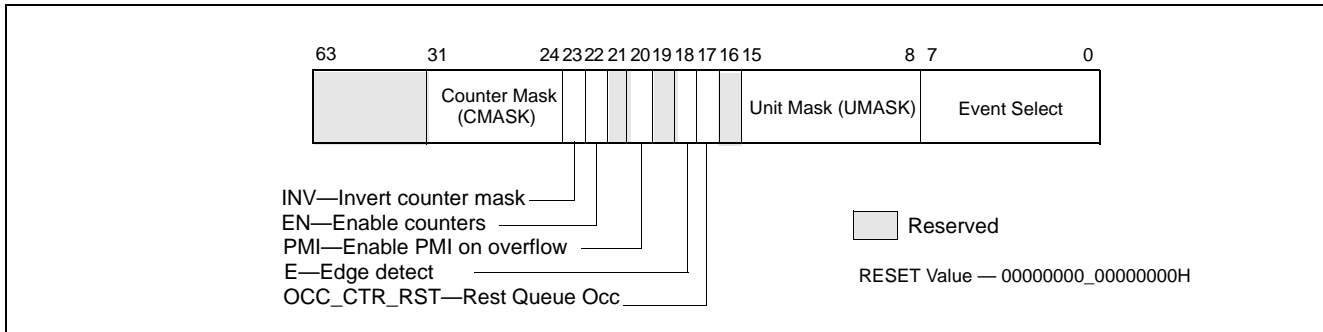 63 31 24 23 22 21 20 19 18 17 16 15 8 7 0
Counter Mask
(CMASK)
Unit Mask (UMASK)
Event Select
INV—Invert counter mask
EN—Enable counters
PMI—Enable PMI on overflow
E—Edge detect
OCC_CTR_RST—Rest Queue Occ
Reserved
RESET Value — 00000000_00000000H